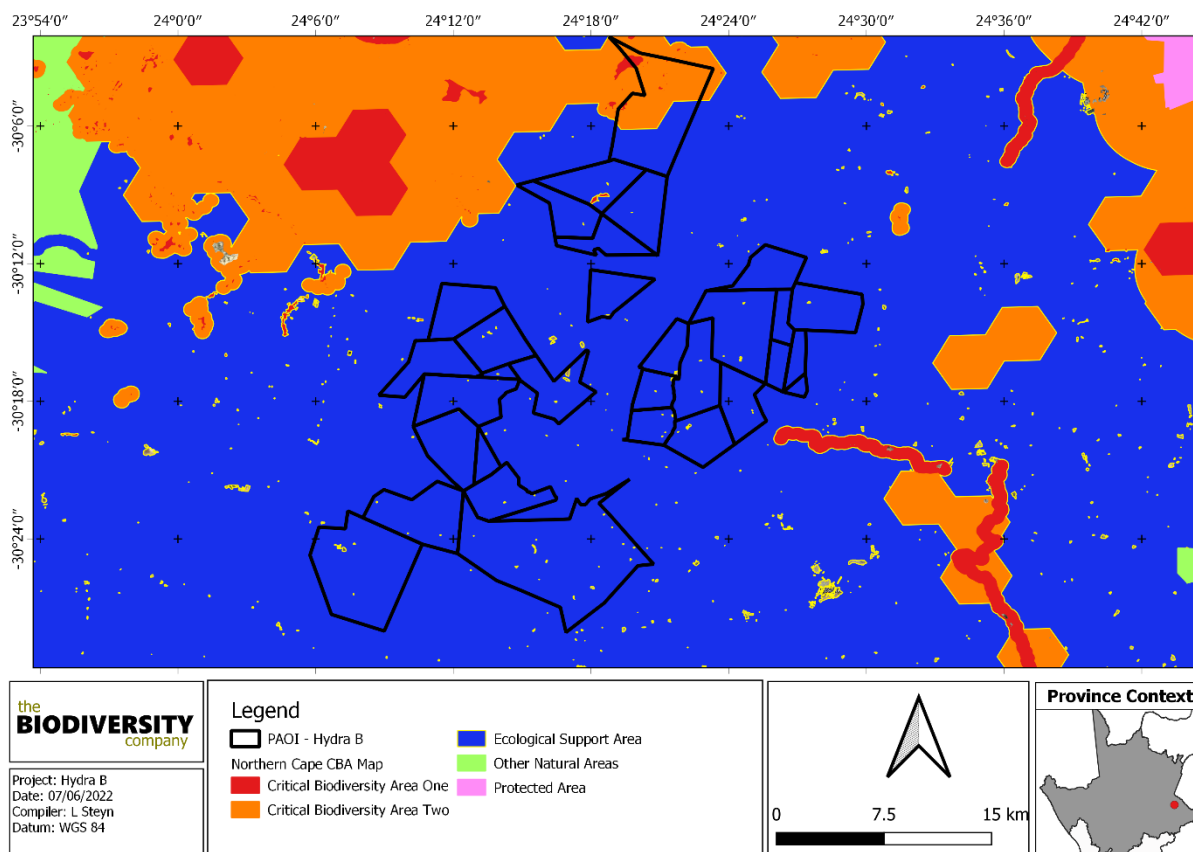 23°54′0″ 24°0′0″ 24°6′0″ 24°12′0″ 24°18′0″ 24°24′0″ 24°30′0″ 24°36′0″ 24°42′0″
-30°6′0″
-30°12′0″
-30°18′0″
-30°24′0″
the
BIODIVERSITY
company
Project: Hydra B
Date: 07/06/2022
Compiler: L Steyn
Datum: WGS 84
Legend
PAOI - Hydra B
Northern Cape CBA Map
Critical Biodiversity Area One
Critical Biodiversity Area Two
Ecological Support Area
Other Natural Areas
Protected Area
0 7.5 15 km
Province Context